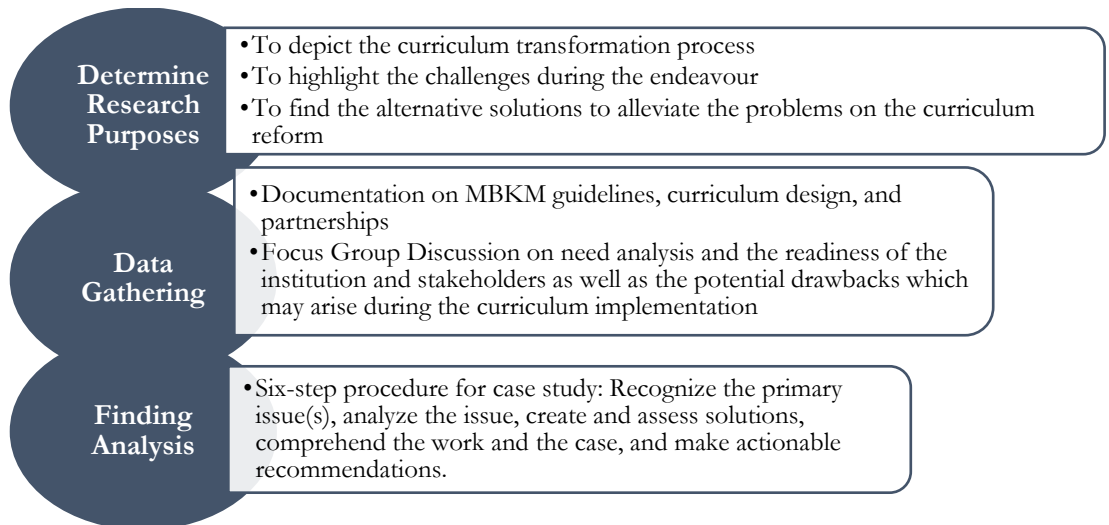 Determine
Research
Purposes
•To depict the curriculum transformation process
•To highlight the challenges during the endeavour
•To find the alternative solutions to alleviate the problems on the curriculum
reform
Data
Gathering
•Documentation on MBKM guidelines, curriculum design, and
partnerships
•Focus Group Discussion on need analysis and the readiness of the
institution and stakeholders as well as the potential drawbacks which
may arise during the curriculum implementation
Finding
Analysis
•Six-step procedure for case study: Recognize the primary
issue(s), analyze the issue, create and assess solutions,
comprehend the work and the case, and make actionable
recommendations.